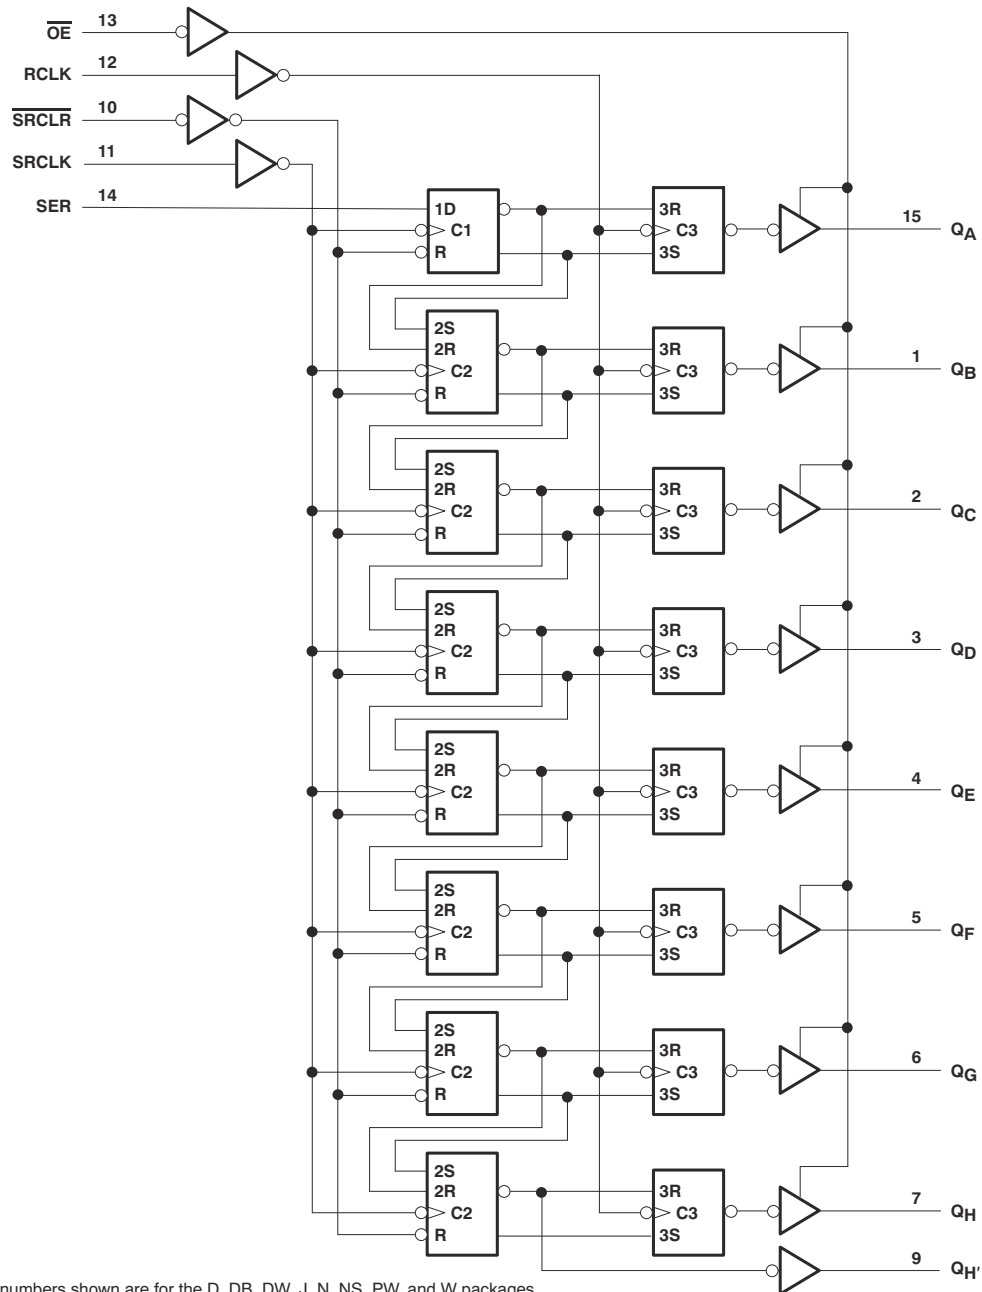 OE 13
RCLK 12
SRCLR 10
SRCLK 11
SER 14
1D 3R 15 QA
C1 C3
R 3S
2S
2R 3R 1 QB
C2 C3
R 3S
2S
2R 3R 2 QC
C2 C3
R 3S
2S
2R 3R 3 QD
C2 C3
R 3S
2S
2R 3R 4 QE
C2 C3
R 3S
2S
2R 3R 5 QF
C2 C3
R 3S
2S
2R 3R 6 QG
C2 C3
R 3S
2S
2R 3R 7 QH
C2 C3
R 3S
9 QH′
numbers shown are for the D, DB, DW, J, N, NS, PW, and W packages